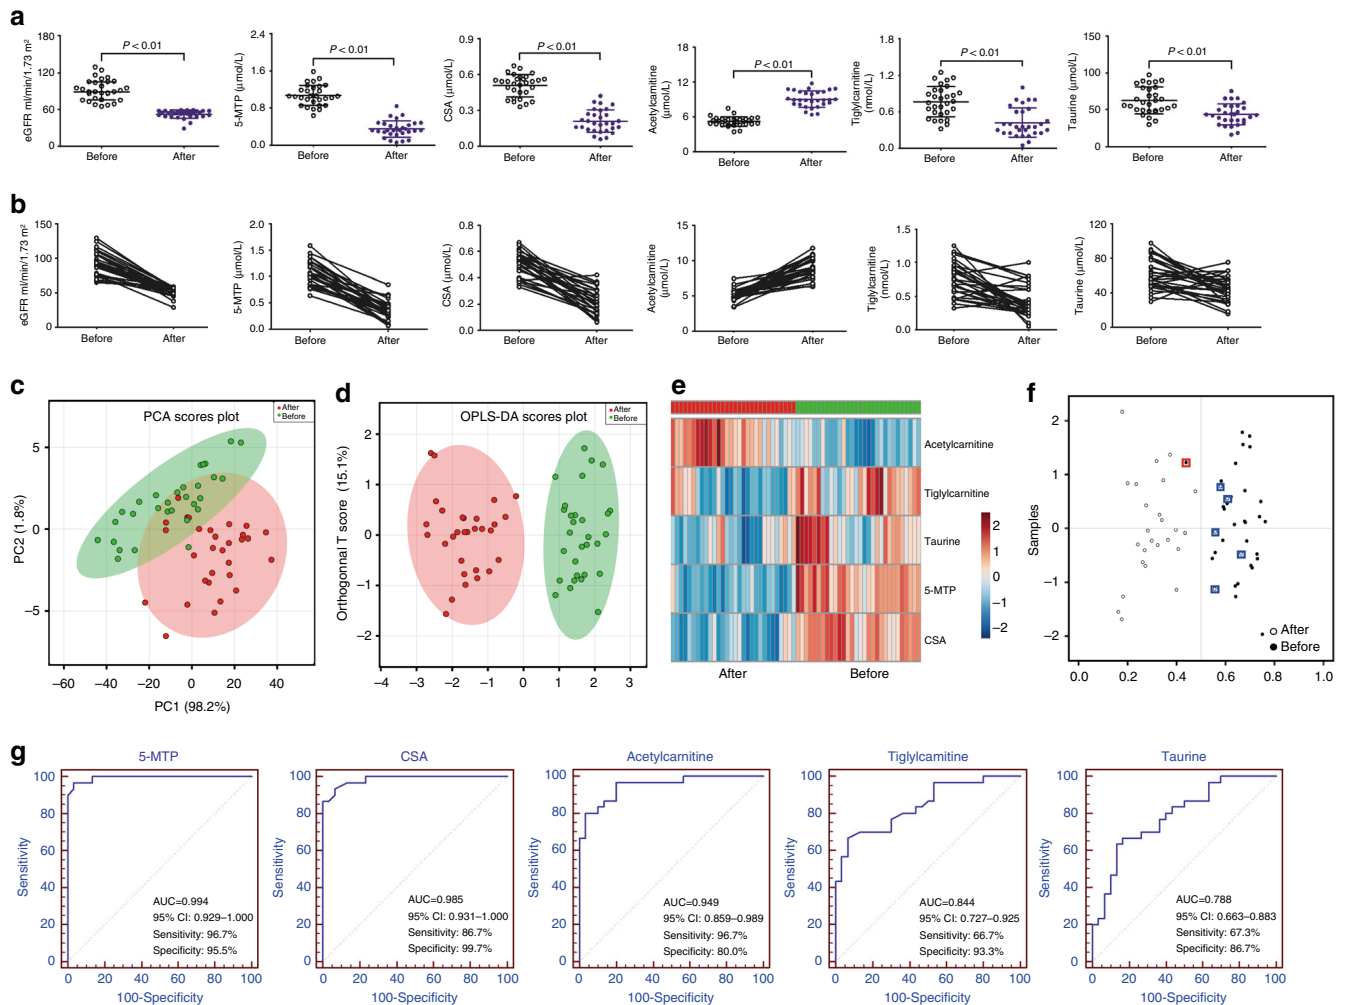 a
eGFR ml/min/1.73 m²
180
120
60
0
P < 0.01
Before
After
5-MTP (μmol/L)
2.4
1.6
0.8
0.0
P < 0.01
Before
After
CSA (μmol/L)
0.9
0.6
0.3
0.0
P < 0.01
Before
After
Acetylcarnitine
(μmol/L)
18
12
6
0
P < 0.01
Before
After
Tiglylcarnitine
(nmol/L)
1.8
1.2
0.6
0.0
P < 0.01
Before
After
Taurine (μmol/L)
150
100
50
0
P < 0.01
Before
After
b
eGFR ml/min/1.73 m²
150
100
50
0
Before
After
5-MTP (μmol/L)
2.0
1.5
1.0
0.5
0.0
Before
After
CSA (μmol/L)
0.8
0.6
0.4
0.2
0.0
Before
After
Acetylcarnitine
(μmol/L)
15
10
5
0
Before
After
Tiglylcarnitine
(nmol/L)
1.5
1.0
0.5
0.0
Before
After
Taurine (μmol/L)
120
80
40
0
Before
After
c
PCA scores plot
After
Before
PC2 (1.8%)
5
0
−5
−60
−40
−20
0
20
40
PC1 (98.2%)
d
OPLS-DA scores plot
After
Before
Orthogonnal T score (15.1%)
2
1
0
−1
−2
−4
−3
−2
−1
0
1
2
3
e
Acetylcarnitine
Tiglylcarnitine
Taurine
5-MTP
CSA
2
1
0
−1
−2
After
Before
f
Samples
2
1
0
−1
−2
After
Before
0.0
0.2
0.4
0.6
0.8
1.0
g
5-MTP
Sensitivity
100
80
60
40
20
0
AUC=0.994
95% CI: 0.929–1.000
Sensitivity: 96.7%
Specificity: 95.5%
0 20 40 60 80 100
100-Specificity
CSA
Sensitivity
100
80
60
40
20
0
AUC=0.985
95% CI: 0.931–1.000
Sensitivity: 86.7%
Specificity: 99.7%
0 20 40 60 80 100
100-Specificity
Acetylcarnitine
Sensitivity
100
80
60
40
20
0
AUC=0.949
95% CI: 0.859–0.989
Sensitivity: 96.7%
Specificity: 80.0%
0 20 40 60 80 100
100-Specificity
Tiglylcarnitine
Sensitivity
100
80
60
40
20
0
AUC=0.844
95% CI: 0.727–0.925
Sensitivity: 66.7%
Specificity: 93.3%
0 20 40 60 80 100
100-Specificity
Taurine
Sensitivity
100
80
60
40
20
0
AUC=0.788
95% CI: 0.663–0.883
Sensitivity: 67.3%
Specificity: 86.7%
0 20 40 60 80 100
100-Specificity